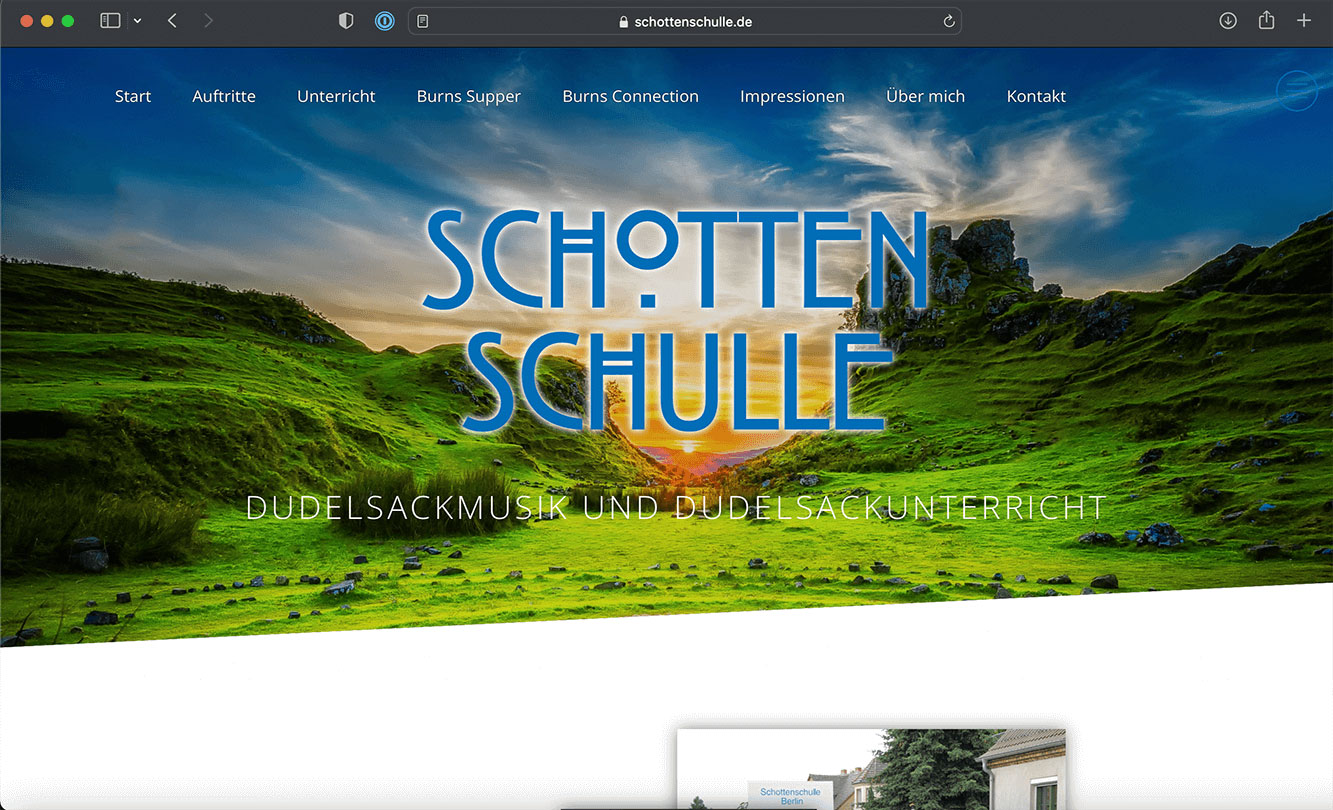 schottenschulle.de
Start Auftritte Unterricht Burns Supper Burns Connection Impressionen Über mich Kontakt
SCHOTTEN
SCHULLE
DUDELSACKMUSIK UND DUDELSACKUNTERRICHT
Schottenschulle
Berlin